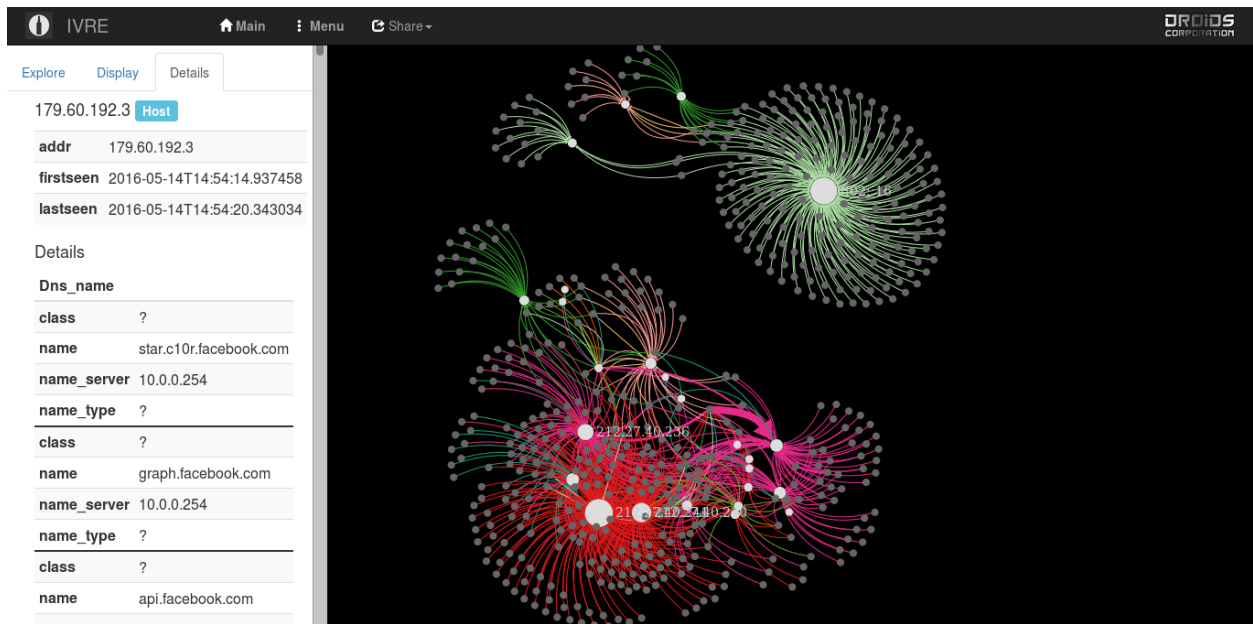 IVRE Main Menu Share DROIDS
CORPORATION
Explore Display Details
179.60.192.3 Host
addr 179.60.192.3
firstseen 2016-05-14T14:54:14.937458
lastseen 2016-05-14T14:54:20.343034
Details
Dns_name
class ?
name star.c10r.facebook.com
name_server 10.0.0.254
name_type ?
class ?
name graph.facebook.com
name_server 10.0.0.254
name_type ?
class ?
name api.facebook.com
212.27.40.236